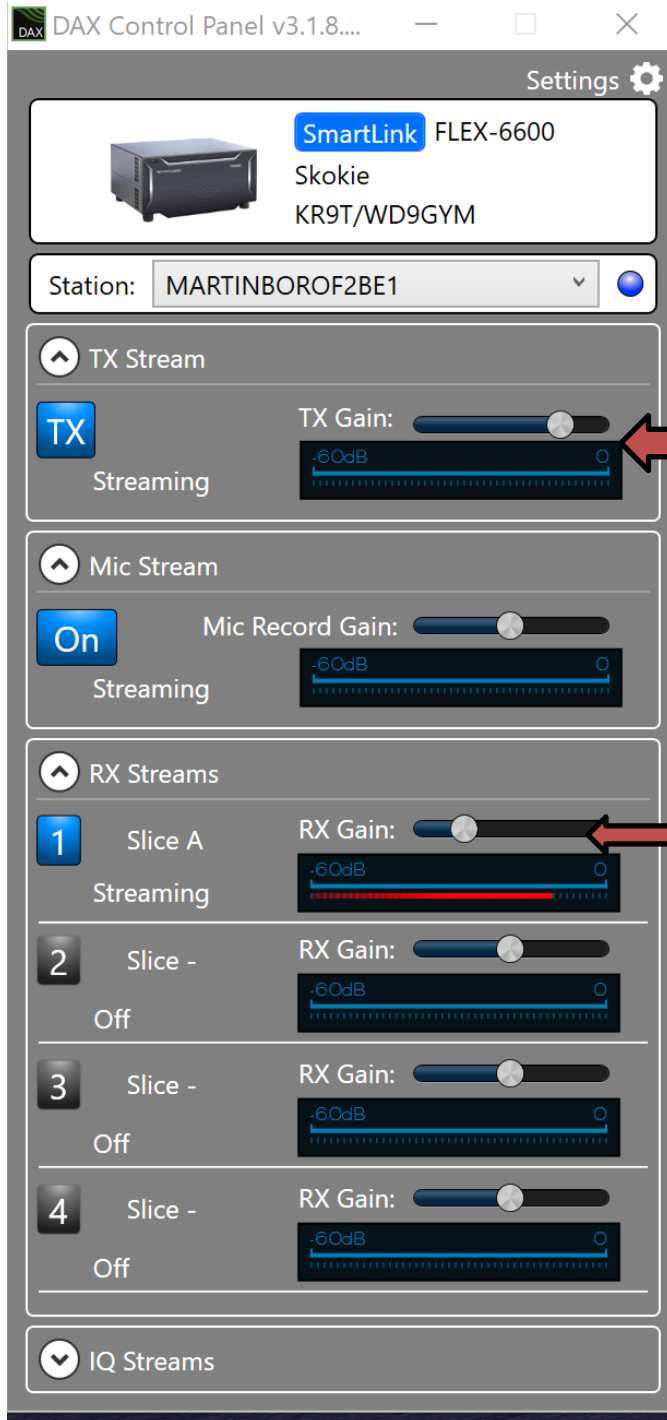 DAX DAX Control Panel v3.1.8....
Settings
SmartLink FLEX-6600
Skokie
KR9T/WD9GYM
Station: MARTINBOROF2BE1
TX Stream
TX TX Gain:
-60dB 0
Streaming
Mic Stream
On Mic Record Gain:
-60dB 0
Streaming
RX Streams
1 Slice A RX Gain:
-60dB 0
Streaming
2 Slice - RX Gain:
-60dB 0
Off
3 Slice - RX Gain:
-60dB 0
Off
4 Slice - RX Gain:
-60dB 0
Off
IQ Streams